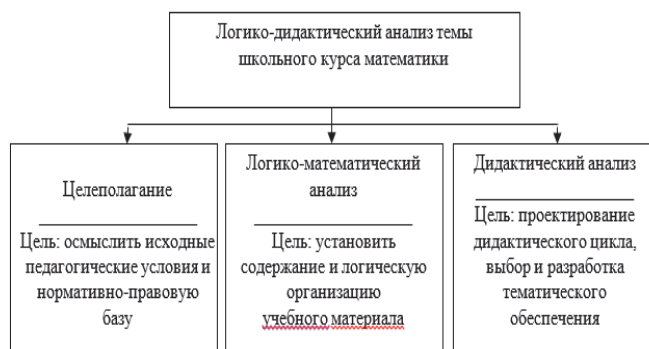 Логико-дидактический анализ темы
школьного курса математики
Целеполагание
Цель: осмыслить исходные
педагогические условия и
нормативно-правовую
базу
Логико-математический
анализ
Цель: установить
содержание и логическую
организацию
учебного материала
Дидактический анализ
Цель: проектирование
дидактического цикла,
выбор и разработка
тематического
обеспечения